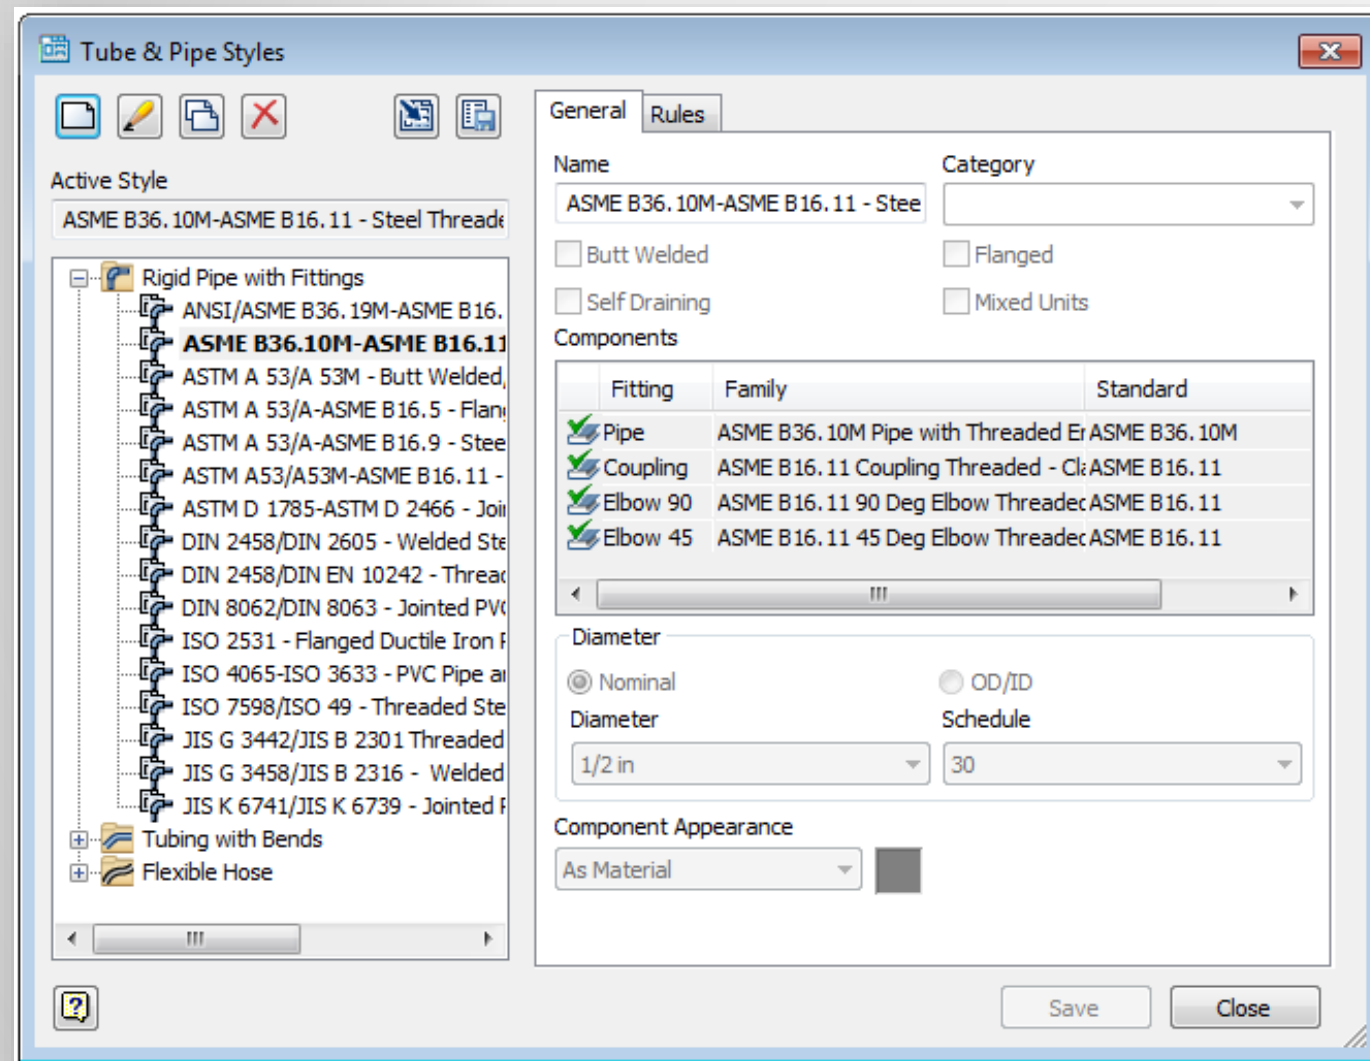 Tube & Pipe Styles
Active Style
ASME B36.10M-ASME B16.11 - Steel Threade
Rigid Pipe with Fittings
ANSI/ASME B36.19M-ASME B16.
ASME B36.10M-ASME B16.11
ASTM A 53/A 53M - Butt Welded,
ASTM A 53/A-ASME B16.5 - Flan
ASTM A 53/A-ASME B16.9 - Stee
ASTM A53/A53M-ASME B16.11 -
ASTM D 1785-ASTM D 2466 - Joi
DIN 2458/DIN 2605 - Welded Ste
DIN 2458/DIN EN 10242 - Thread
DIN 8062/DIN 8063 - Jointed PVC
ISO 2531 - Flanged Ductile Iron P
ISO 4065-ISO 3633 - PVC Pipe a
ISO 7598/ISO 49 - Threaded Ste
JIS G 3442/JIS B 2301 Threaded
JIS G 3458/JIS B 2316 - Welded
JIS K 6741/JIS K 6739 - Jointed P
Tubing with Bends
Flexible Hose
General Rules
Name Category
ASME B36.10M-ASME B16.11 - Stee
Butt Welded Flanged
Self Draining Mixed Units
Components
Fitting Family Standard
Pipe ASME B36.10M Pipe with Threaded En ASME B36.10M
Coupling ASME B16.11 Coupling Threaded - Cla ASME B16.11
Elbow 90 ASME B16.11 90 Deg Elbow Threaded ASME B16.11
Elbow 45 ASME B16.11 45 Deg Elbow Threaded ASME B16.11
Diameter
Nominal OD/ID
Diameter Schedule
1/2 in 30
Component Appearance
As Material
Save Close